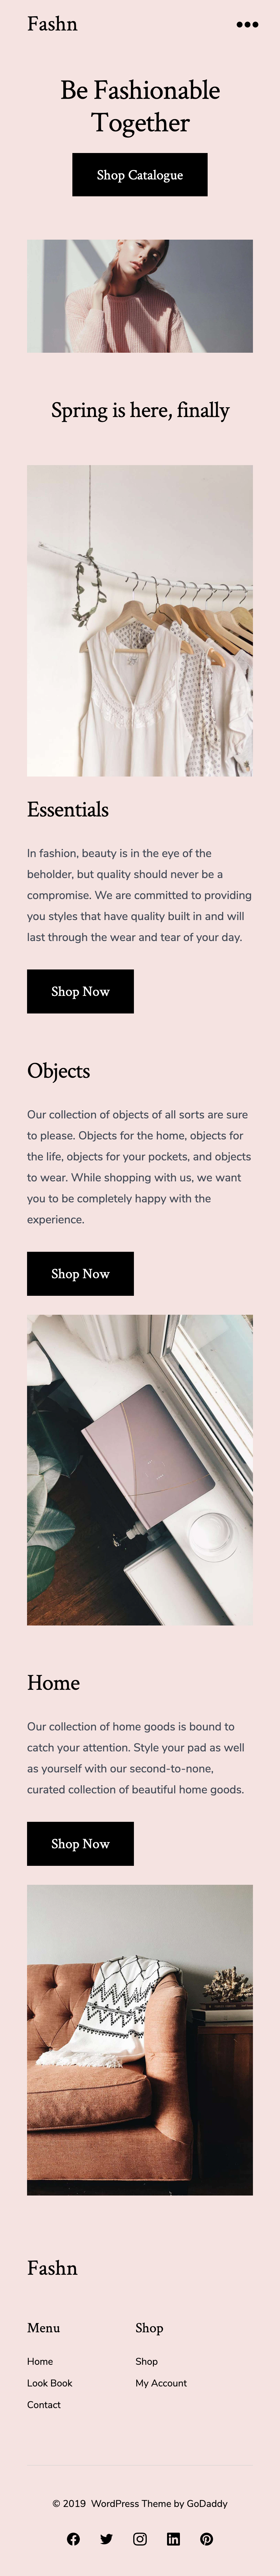 Fashn
Be Fashionable
Together
Shop Catalogue
Spring is here, finally
Essentials
In fashion, beauty is in the eye of the
beholder, but quality should never be a
compromise. We are committed to providing
you styles that have quality built in and will
last through the wear and tear of your day.
Shop Now
Objects
Our collection of objects of all sorts are sure
to please. Objects for the home, objects for
the life, objects for your pockets, and objects
to wear. While shopping with us, we want
you to be completely happy with the
experience.
Shop Now
Home
Our collection of home goods is bound to
catch your attention. Style your pad as well
as yourself with our second-to-none,
curated collection of beautiful home goods.
Shop Now
Fashn
Menu
Home
Look Book
Contact
Shop
Shop
My Account
© 2019  WordPress Theme by GoDaddy